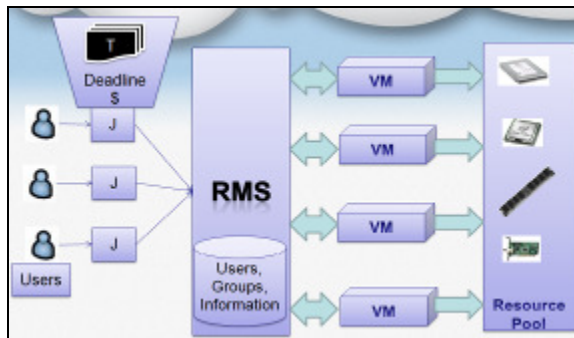 T
Deadline
$
J
J
J
Users
RMS
Users,
Groups,
Information
VM
VM
VM
VM
Resource
Pool